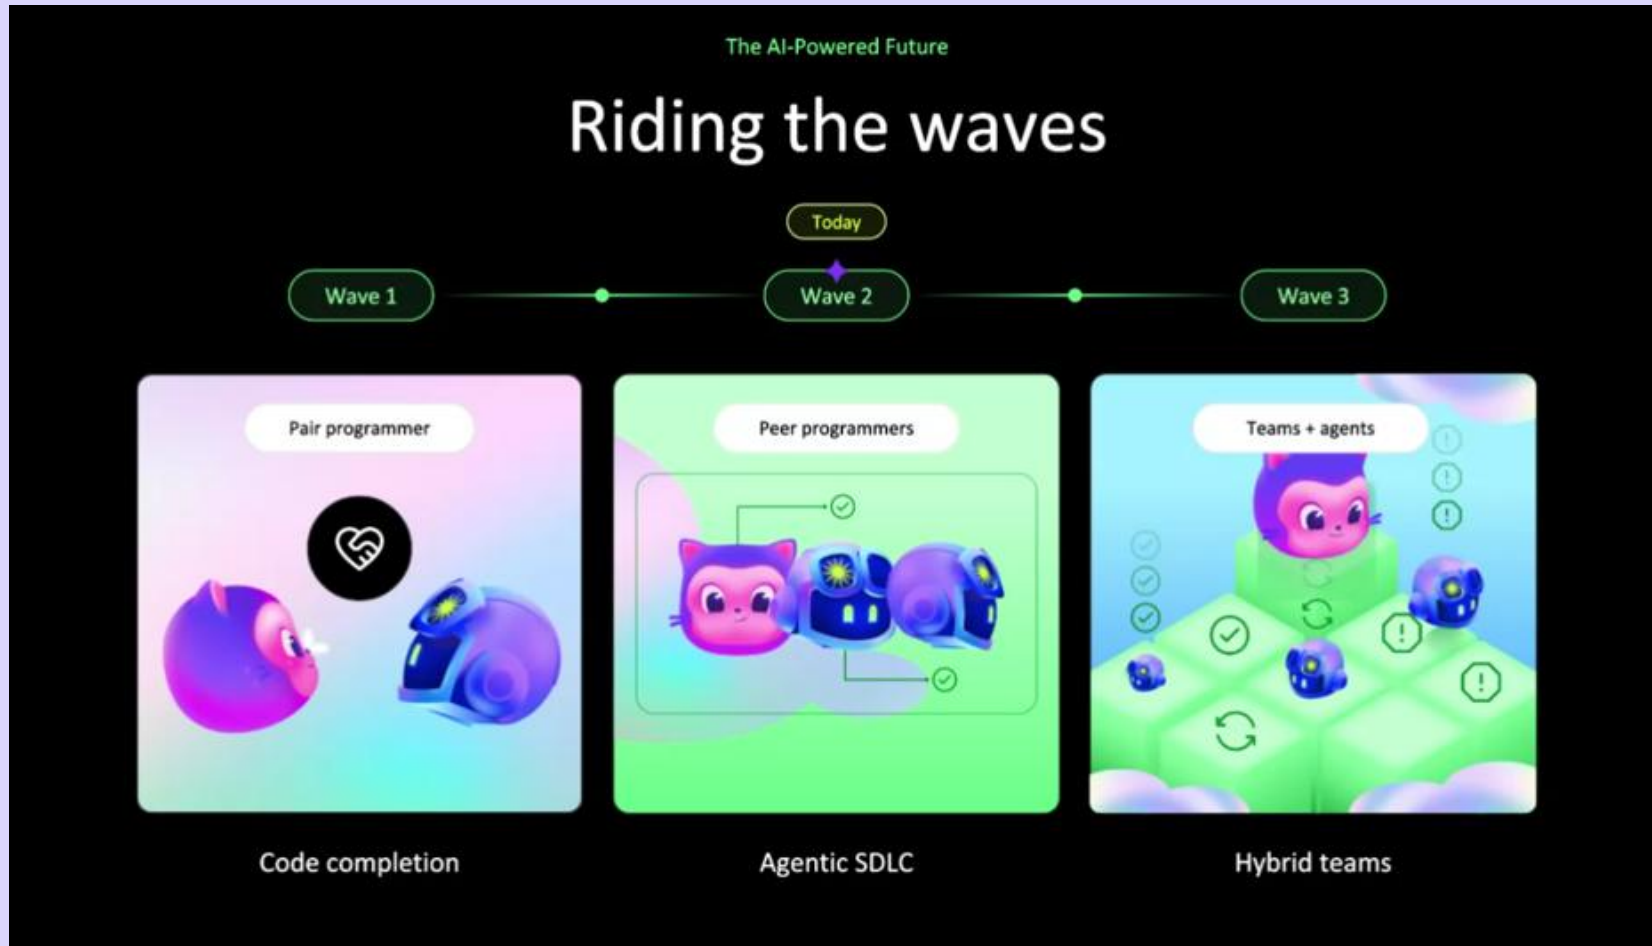 The AI-Powered Future
Riding the waves
Today
Wave 1
Wave 2
Wave 3
Pair programmer
Peer programmers
Teams + agents
Code completion
Agentic SDLC
Hybrid teams